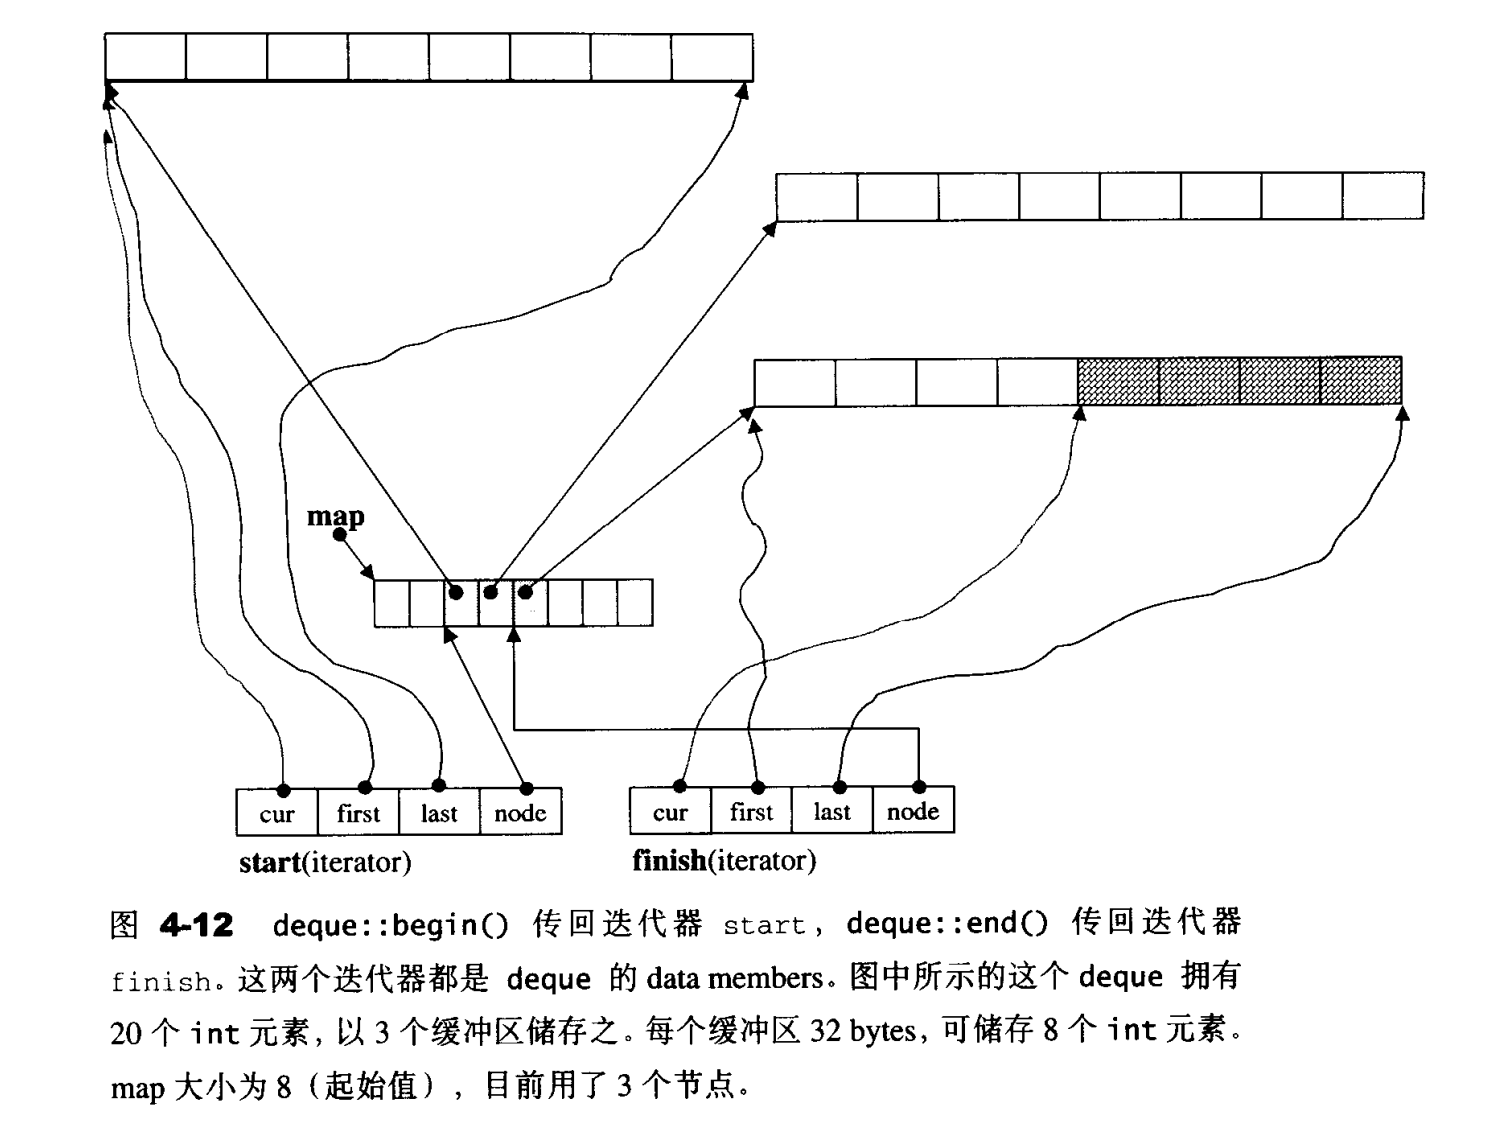 map
cur first last node
cur first last node
start(iterator)
finish(iterator)
图 4-12 deque::begin() 传回迭代器 start, deque::end() 传回迭代器
finish。这两个迭代器都是 deque 的 data members。图中所示的这个 deque 拥有
20 个 int 元素, 以 3 个缓冲区储存之。每个缓冲区 32 bytes, 可储存 8 个 int 元素。
map 大小为 8 (起始值) , 目前用了 3 个节点。